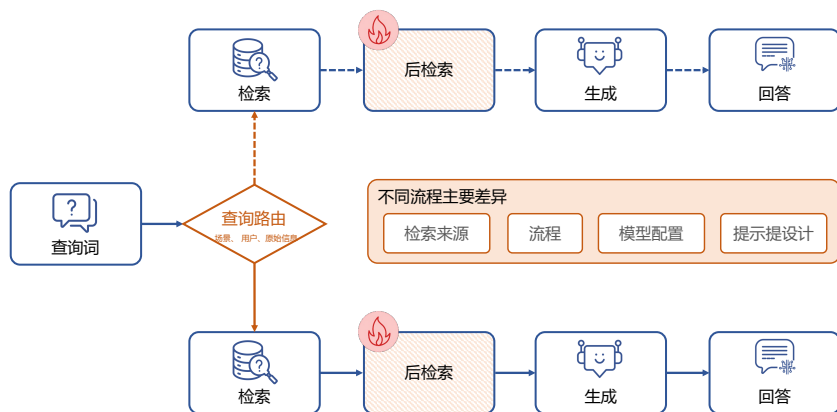 检索
后检索
生成
回答
查询词
查询路由
场景、 用户、原始信息
不同流程主要差异
检索来源
流程
模型配置
提示提设计
检索
后检索
生成
回答